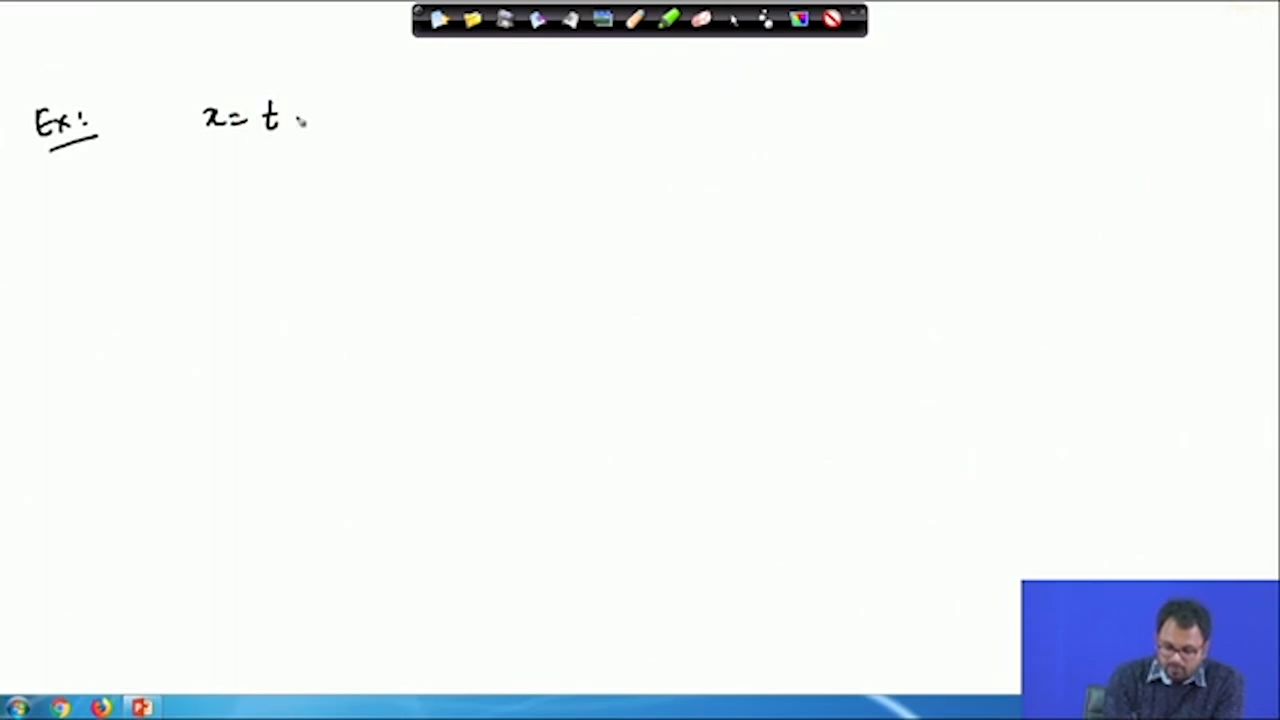 Ex: x = t